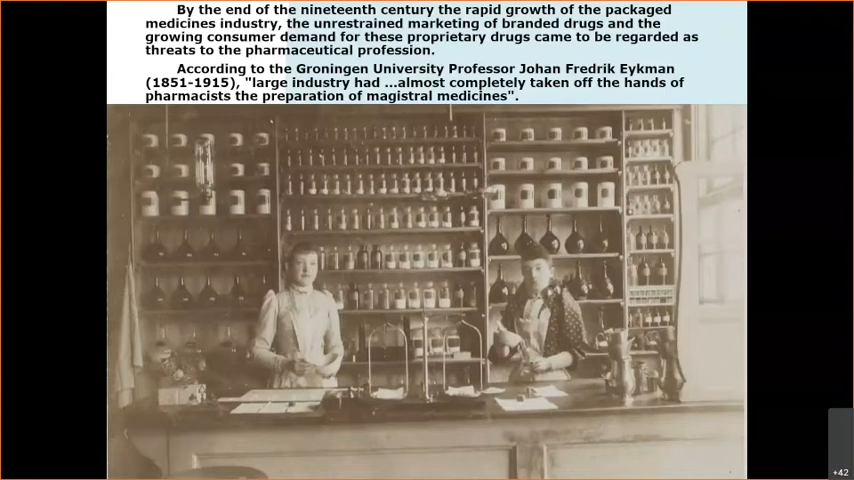 By the end of the nineteenth century the rapid growth of the packaged
medicines industry, the unrestrained marketing of branded drugs and the
growing consumer demand for these proprietary drugs came to be regarded as
threats to the pharmaceutical profession.
According to the Groningen University Professor Johan Fredrik Eykman
(1851-1915), "large industry had ...almost completely taken off the hands of
pharmacists the preparation of magistral medicines".
+42